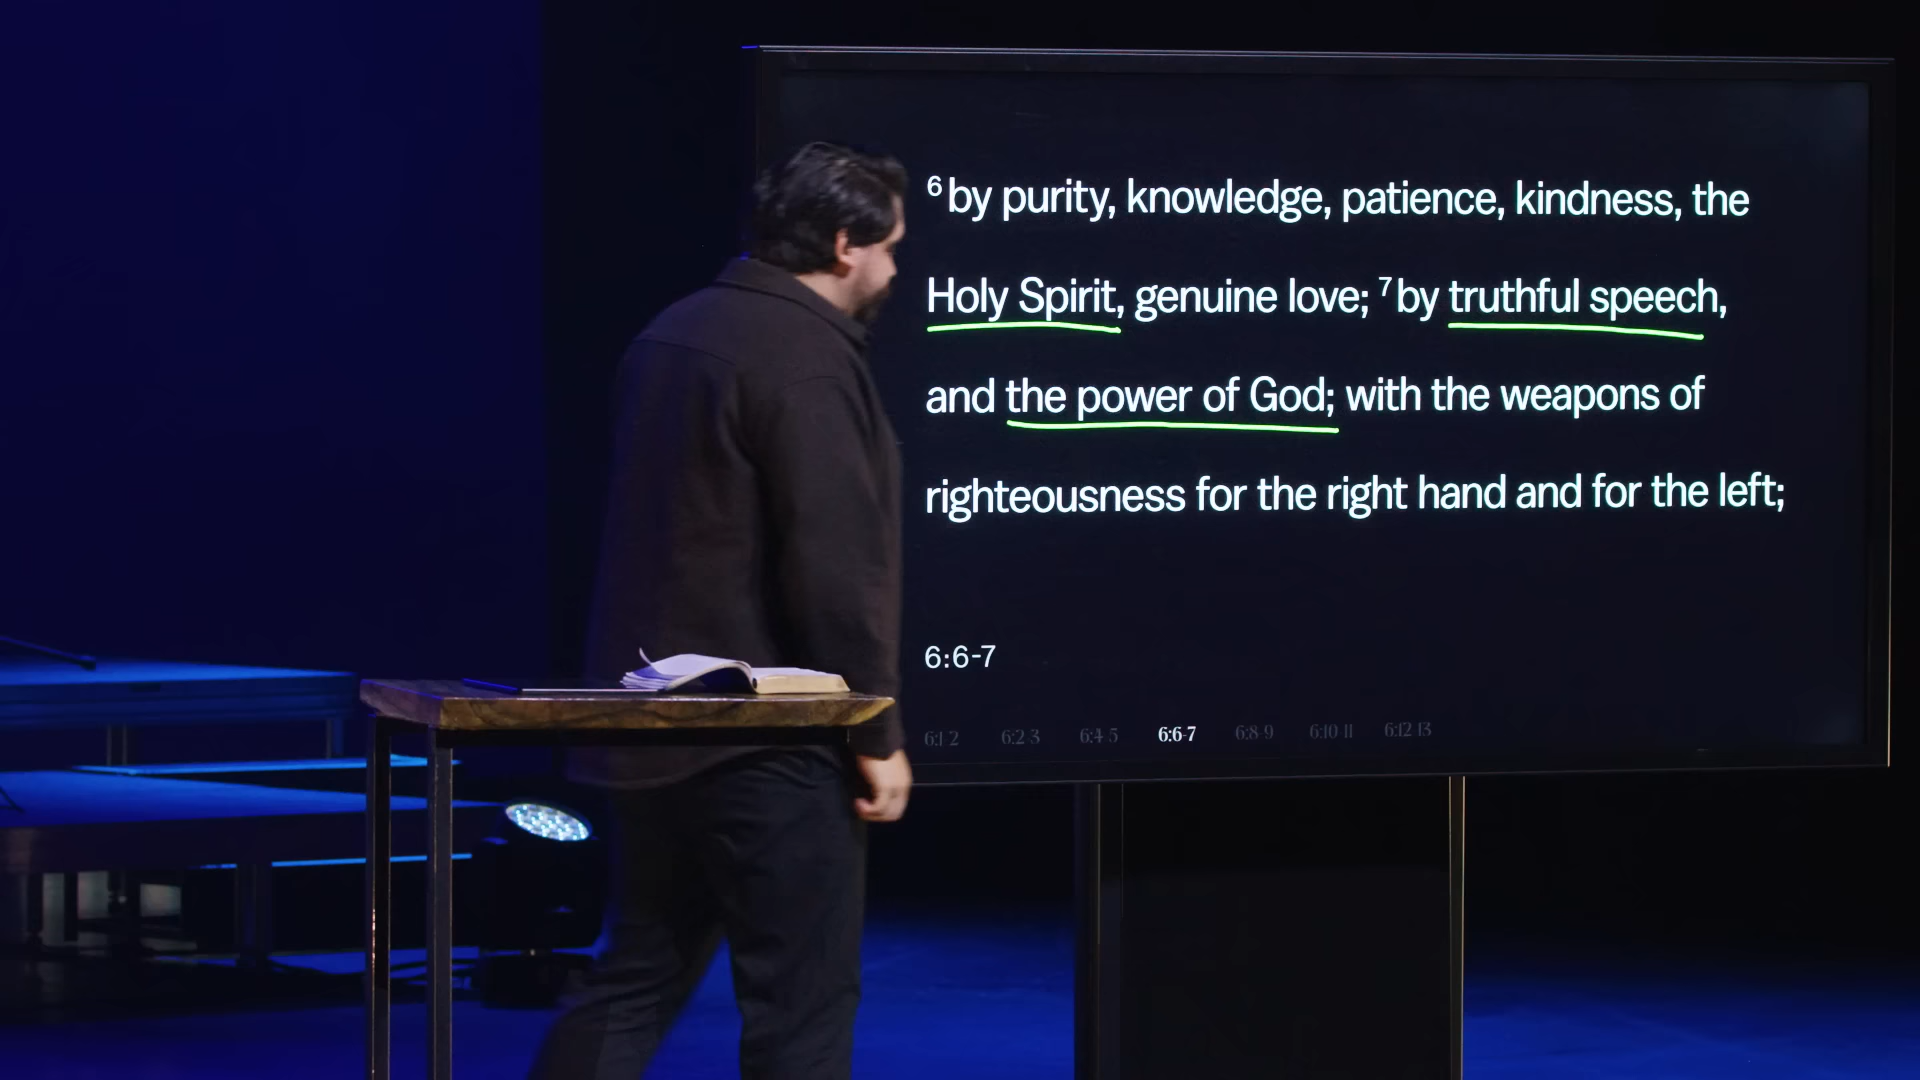 6 by purity, knowledge, patience, kindness, the
Holy Spirit, genuine love; 7 by truthful speech,
and the power of God; with the weapons of
righteousness for the right hand and for the left;
6:6-7
6:1-2 6:2-3 6:4-5 6:6-7 6:8-9 6:10-11 6:12-13